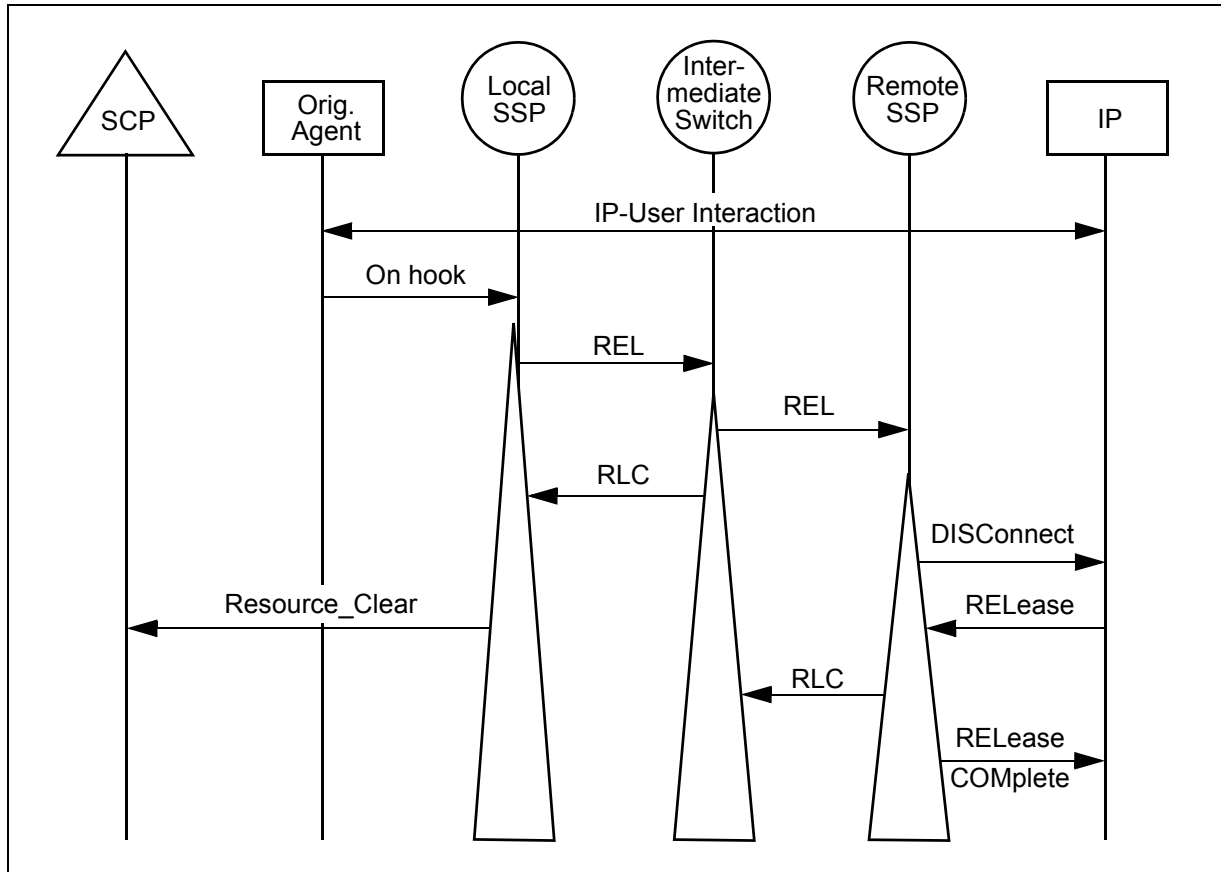 SCP
Orig.
Agent
Local
SSP
Inter-
mediate
Switch
Remote
SSP
IP
IP-User Interaction
On hook
REL
REL
RLC
DISConnect
Resource_Clear
RELease
RLC
RELease
COMplete